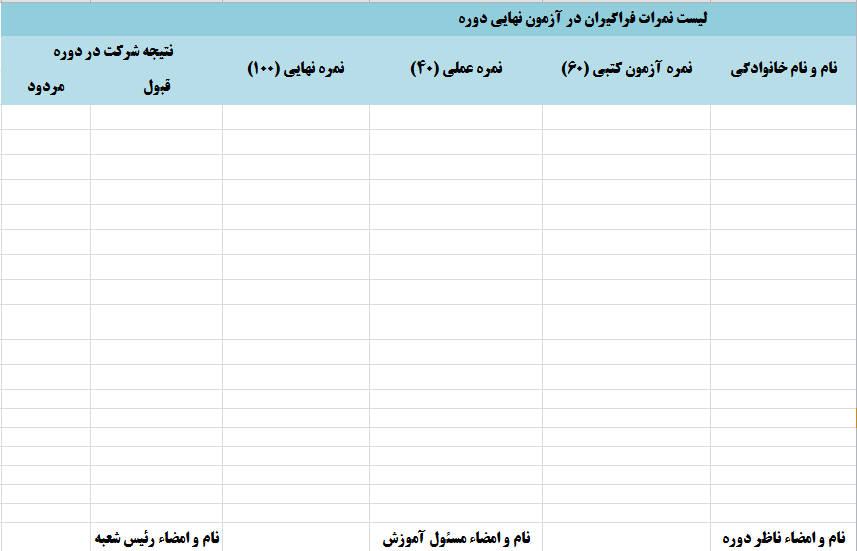 لیست نمرات فراگیران در آزمون نهایی دوره
نام و نام خانوادگی
نمره آزمون کتبی (۶۰)
نمره عملی (۴۰)
نمره نهایی (۱۰۰)
نتیجه شرکت در دوره
قبول
مردود
نام و امضاء ناظر دوره
نام و امضاء مسئول آموزش
نام و امضاء رئیس شعبه